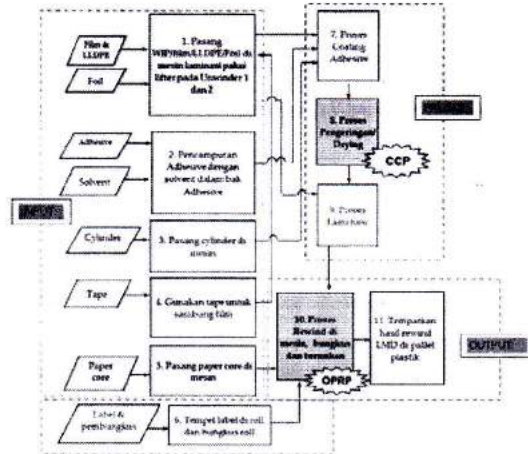 Film &
LLDPE
Foil
1. Pasang
WIP/Film/LLDPE/Foil di
mesin laminasi pakai
lifter pada Unwinder 1
dan 2
Adhesive
Solvent
2. Pencampuran
Adhesive dengan
solvent dalam bak
Adhesive
INPUT
Cylinder
3. Pasang cylinder di
mesin
Tape
4. Gunakan tape untuk
sambung film
Paper
core
5. Pasang paper core di
mesin
Label &
pembungkus
6. Tempel label di roll
dan bungkus roll
7. Proses
Coating
Adhesive
8. Proses
Pengeringan/
Drying
CCP
9. Proses
10. Proses
Rewind di
mesin, bungkus
dan turunkan
OPRP
11. Tempatkan
hasil rewind
LMD di pallet
plastik
OUTPUT